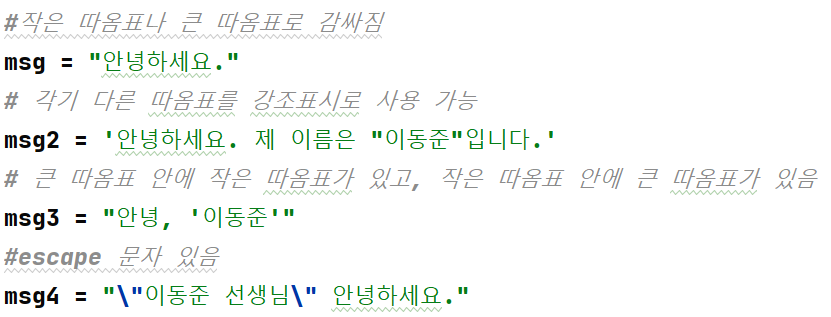 #작은 따옴표나 큰 따옴표로 감싸짐
msg = "안녕하세요."
# 각기 다른 따옴표를 강조표시로 사용 가능
msg2 = '안녕하세요. 제 이름은 "이동준"입니다.'
# 큰 따옴표 안에 작은 따옴표가 있고, 작은 따옴표 안에 큰 따옴표가 있음
msg3 = "안녕, '이동준'"
#escape 문자 있음
msg4 = "\"이동준 선생님\" 안녕하세요."